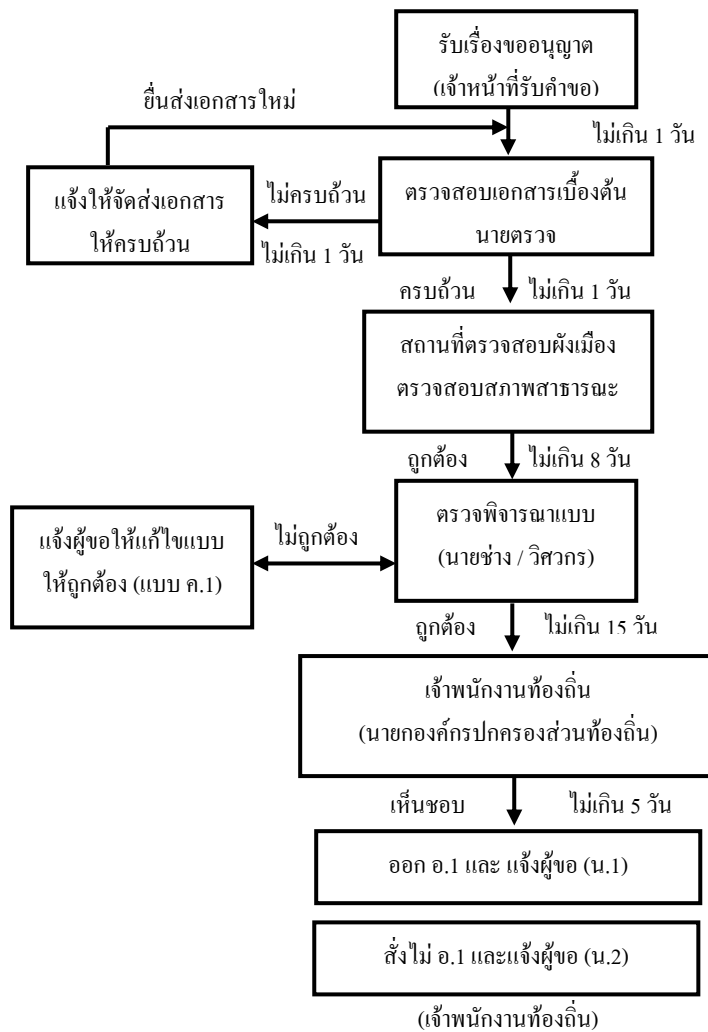 รับเรื่องขออนุญาต
(เจ้าหน้าที่รับคำขอ)
ยื่นส่งเอกสารใหม่
ไม่เกิน 1 วัน
แจ้งให้จัดส่งเอกสาร
ให้ครบถ้วน
ไม่ครบถ้วน
ไม่เกิน 1 วัน
ตรวจสอบเอกสารเบื้องต้น
นายตรวจ
ครบถ้วน
ไม่เกิน 1 วัน
สถานที่ตรวจสอบผังเมือง
ตรวจสอบสภาพสาธารณะ
ถูกต้อง
ไม่เกิน 8 วัน
แจ้งผู้ขอให้แก้ไขแบบ
ให้ถูกต้อง (แบบ ค.1)
ไม่ถูกต้อง
ตรวจพิจารณาแบบ
(นายช่าง / วิศวกร)
ถูกต้อง
ไม่เกิน 15 วัน
เจ้าพนักงานท้องถิ่น
(นายกองค์กรปกครองส่วนท้องถิ่น)
เห็นชอบ
ไม่เกิน 5 วัน
ออก อ.1 และ แจ้งผู้ขอ (น.1)
สั่งไม่ อ.1 และแจ้งผู้ขอ (น.2)
(เจ้าพนักงานท้องถิ่น)